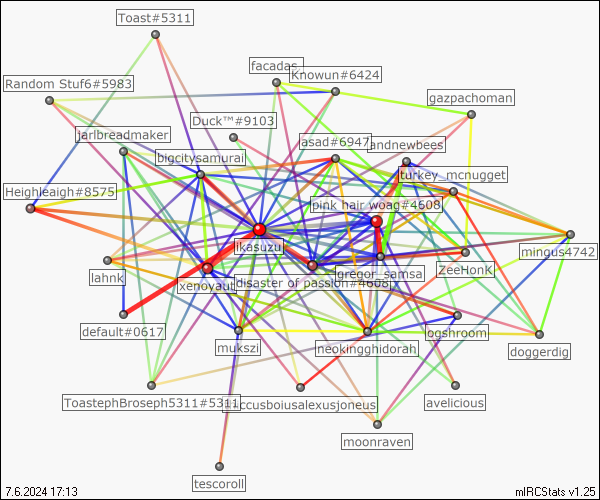 Toast#5311
facadas_
Knowun#6424
Random Stuf6#5983
gazpachoman
Duck™#9103
jarlbreadmaker
asad#6947
andnewbees
bigcitysamurai
turkey_mcnugget
Heighleaigh#8575
pink hair woag#4608
ikasuzu
mingus4742
lahnk
xenoyaut
disaster of passion#4608
gregor_samsa
ZeeHonk
default#0617
mukszi
neokingghidorah
ogshroom
doggerdig
ToastephBroseph5311#5311
ccusboiusalexusjoneus
avelicious
moonraven
tescoroll
7.6.2024 17:13
mIRCStats v1.25